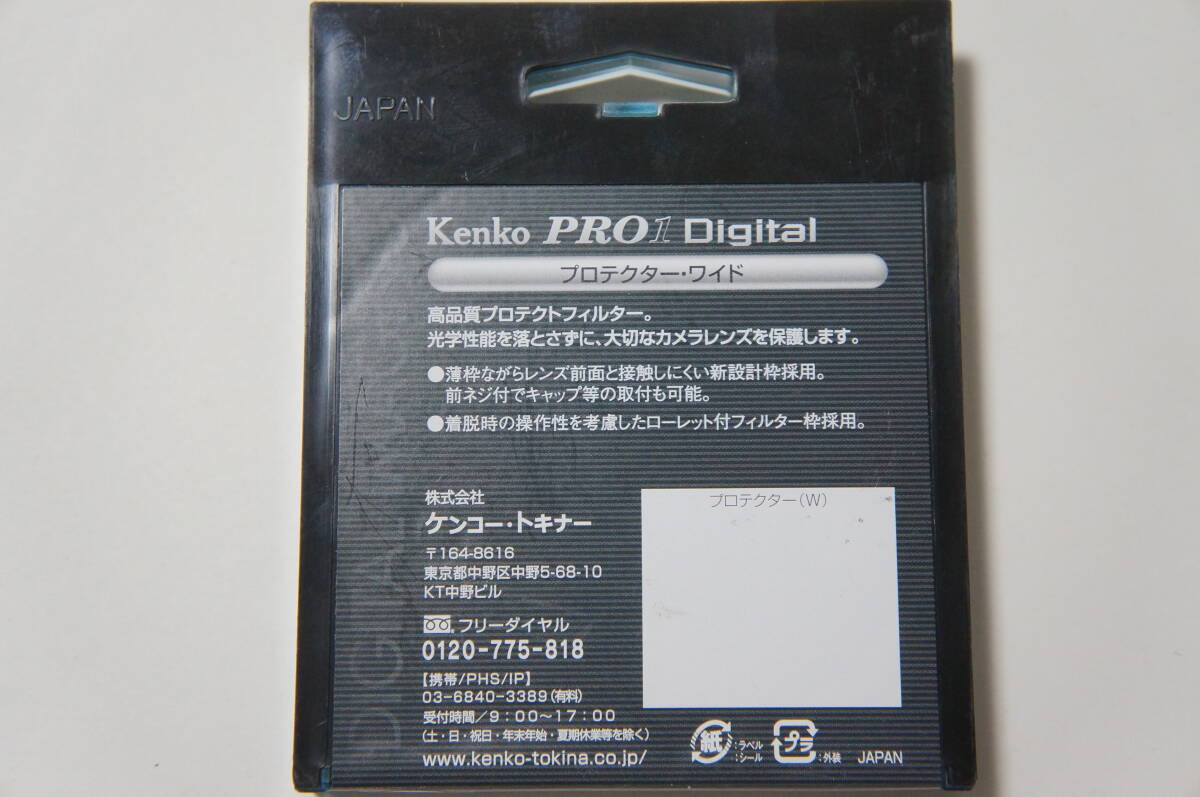 JAPAN
Kenko PRO1 Digital
プロテクター・ワイド
高品質プロテクトフィルター。
光学性能を落とさずに、大切なカメラレンズを保護します。
●薄枠ながらレンズ前面と接触しにくい新設計枠採用。
前ネジ付でキャップ等の取付も可能。
●着脱時の操作性を考慮したローレット付フィルター枠採用。
株式会社
ケンコー・トキナー
〒164-8616
東京都中野区中野5-68-10
KT中野ビル
フリーダイヤル
0120-775-818
【携帯/PHS/IP】
03-6840-3389(有料)
受付時間/9:00〜17:00
(土・日・祝日・年末年始・夏期休業等を除く)
www.kenko-tokina.co.jp/
プロテクター(W)
紙 :ラベル
:シール
プラ :外装
JAPAN